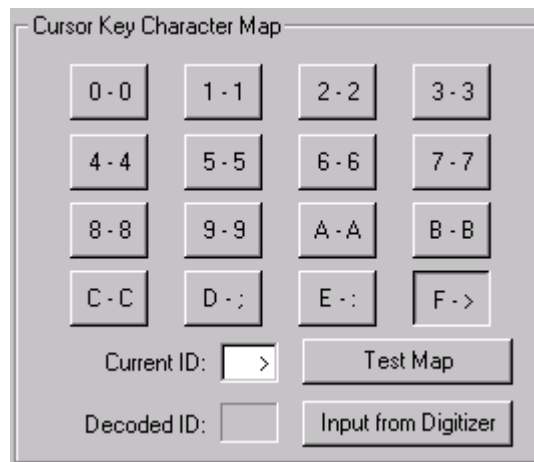 Cursor Key Character Map
0 - 0 1 - 1 2 - 2 3 - 3
4 - 4 5 - 5 6 - 6 7 - 7
8 - 8 9 - 9 A - A B - B
C - C D - ; E - : F - >
Current ID: > Test Map
Decoded ID: Input from Digitizer